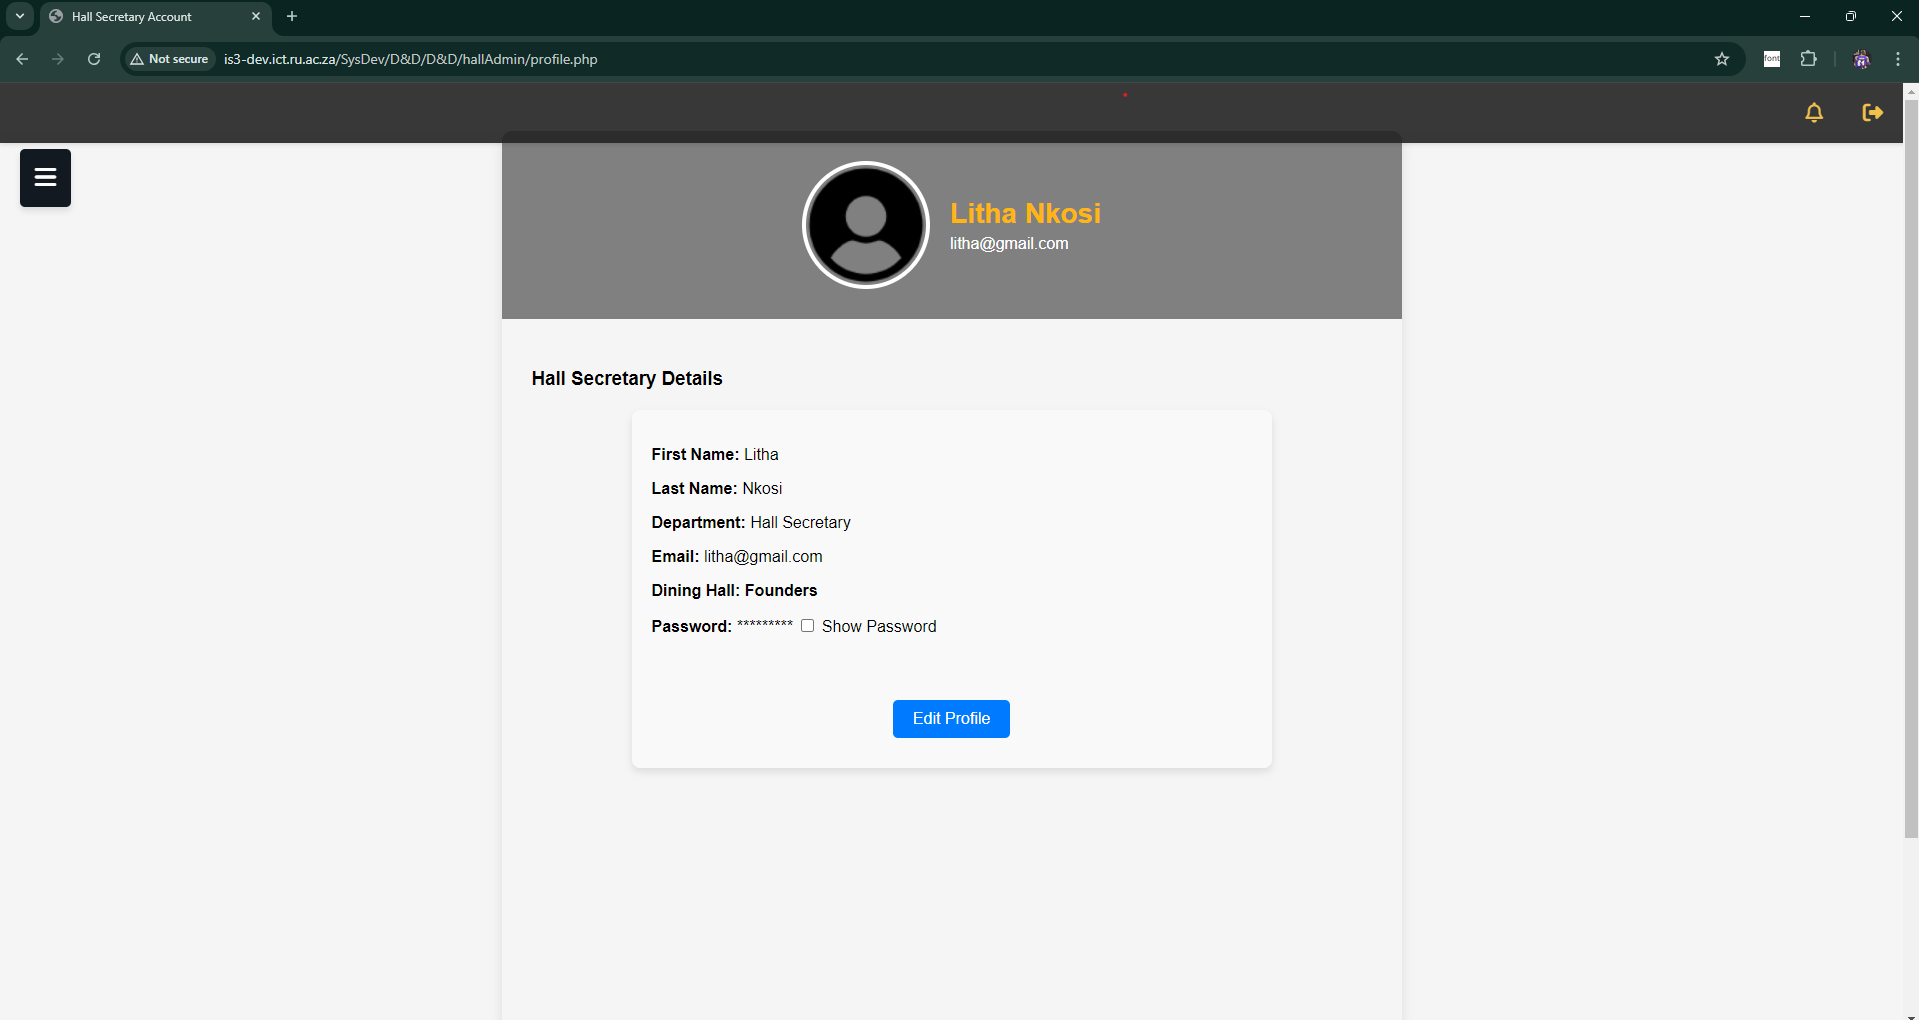 Hall Secretary Account
Not secure is3-dev.ict.ru.ac.za/SysDev/D&D/D&D/hallAdmin/profile.php
font
Litha Nkosi
litha@gmail.com
Hall Secretary Details
First Name: Litha
Last Name: Nkosi
Department: Hall Secretary
Email: litha@gmail.com
Dining Hall: Founders
Password: ********* Show Password
Edit Profile